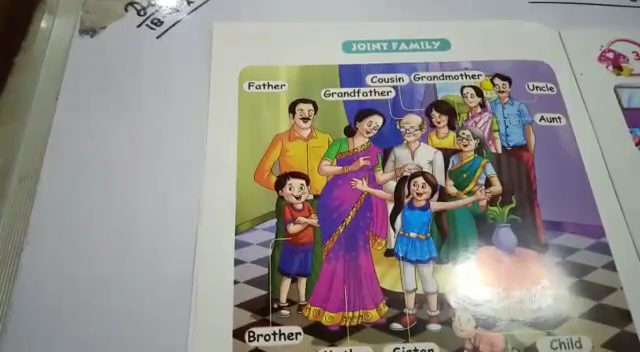 JOINT FAMILY
Father
Cousin
Grandmother
Grandfather
Uncle
Aunt
Brother
Sister
Child